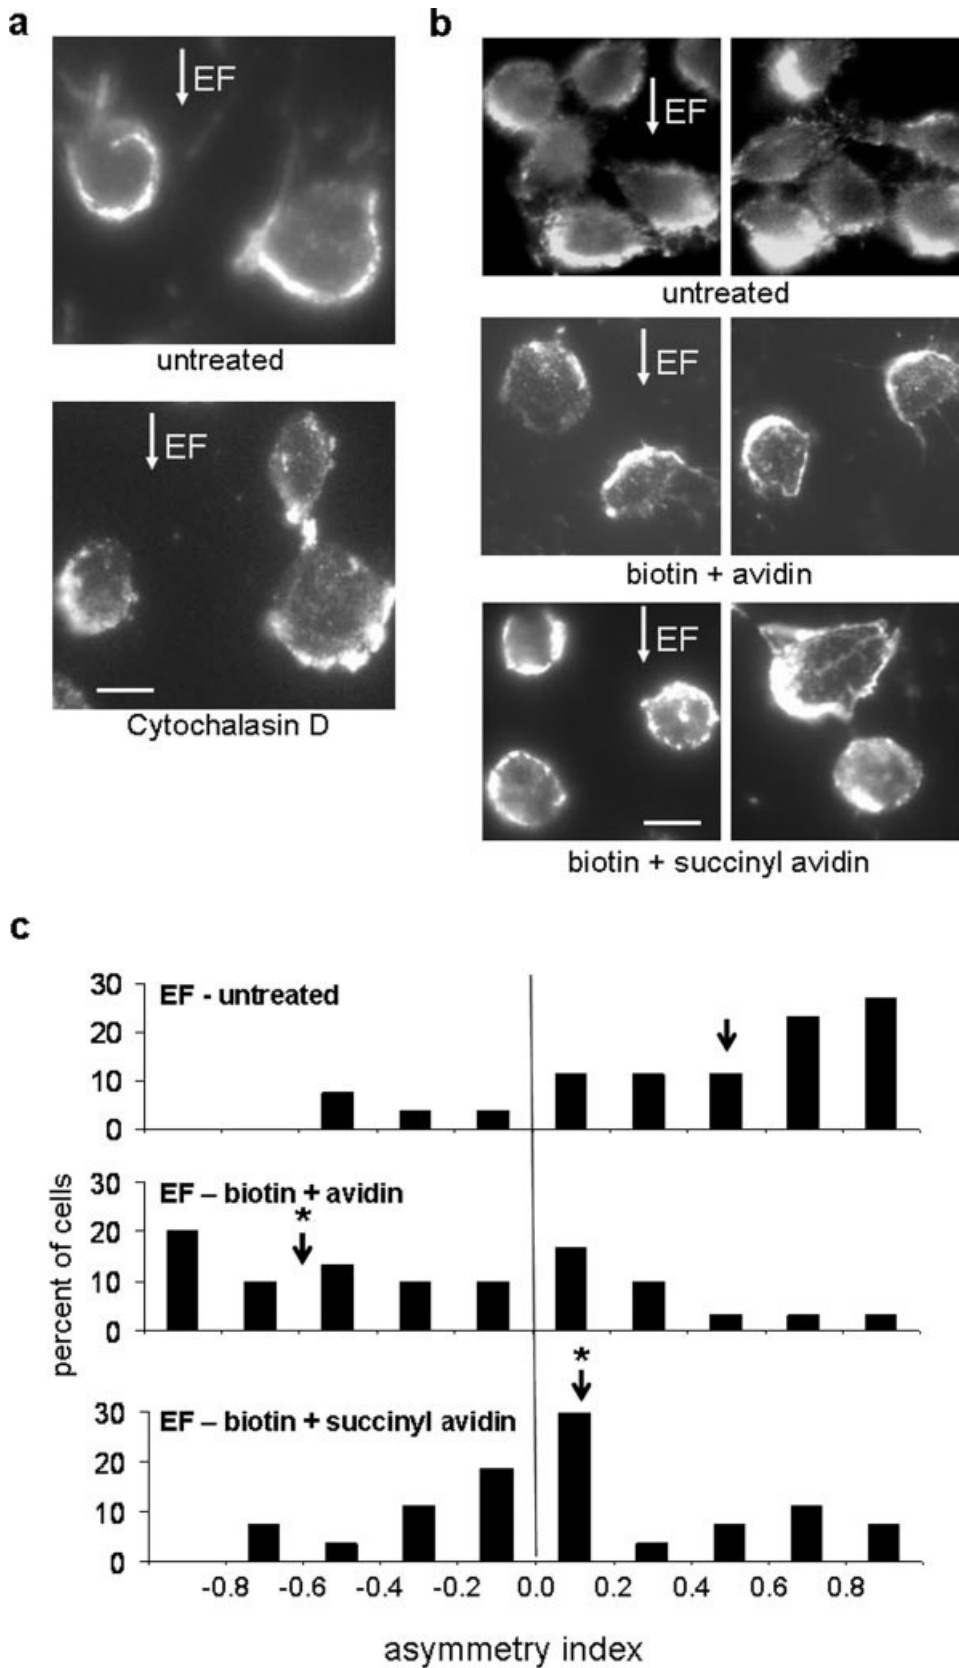 a
EF
untreated
EF
Cytochalasin D
b
EF
untreated
EF
biotin + avidin
EF
biotin + succinyl avidin
c
percent of cells
30
20
10
0
EF - untreated
30
20
10
0
EF – biotin + avidin
*
30
20
10
0
EF – biotin + succinyl avidin
*
-0.8 -0.6 -0.4 -0.2 0.0 0.2 0.4 0.6 0.8
asymmetry index